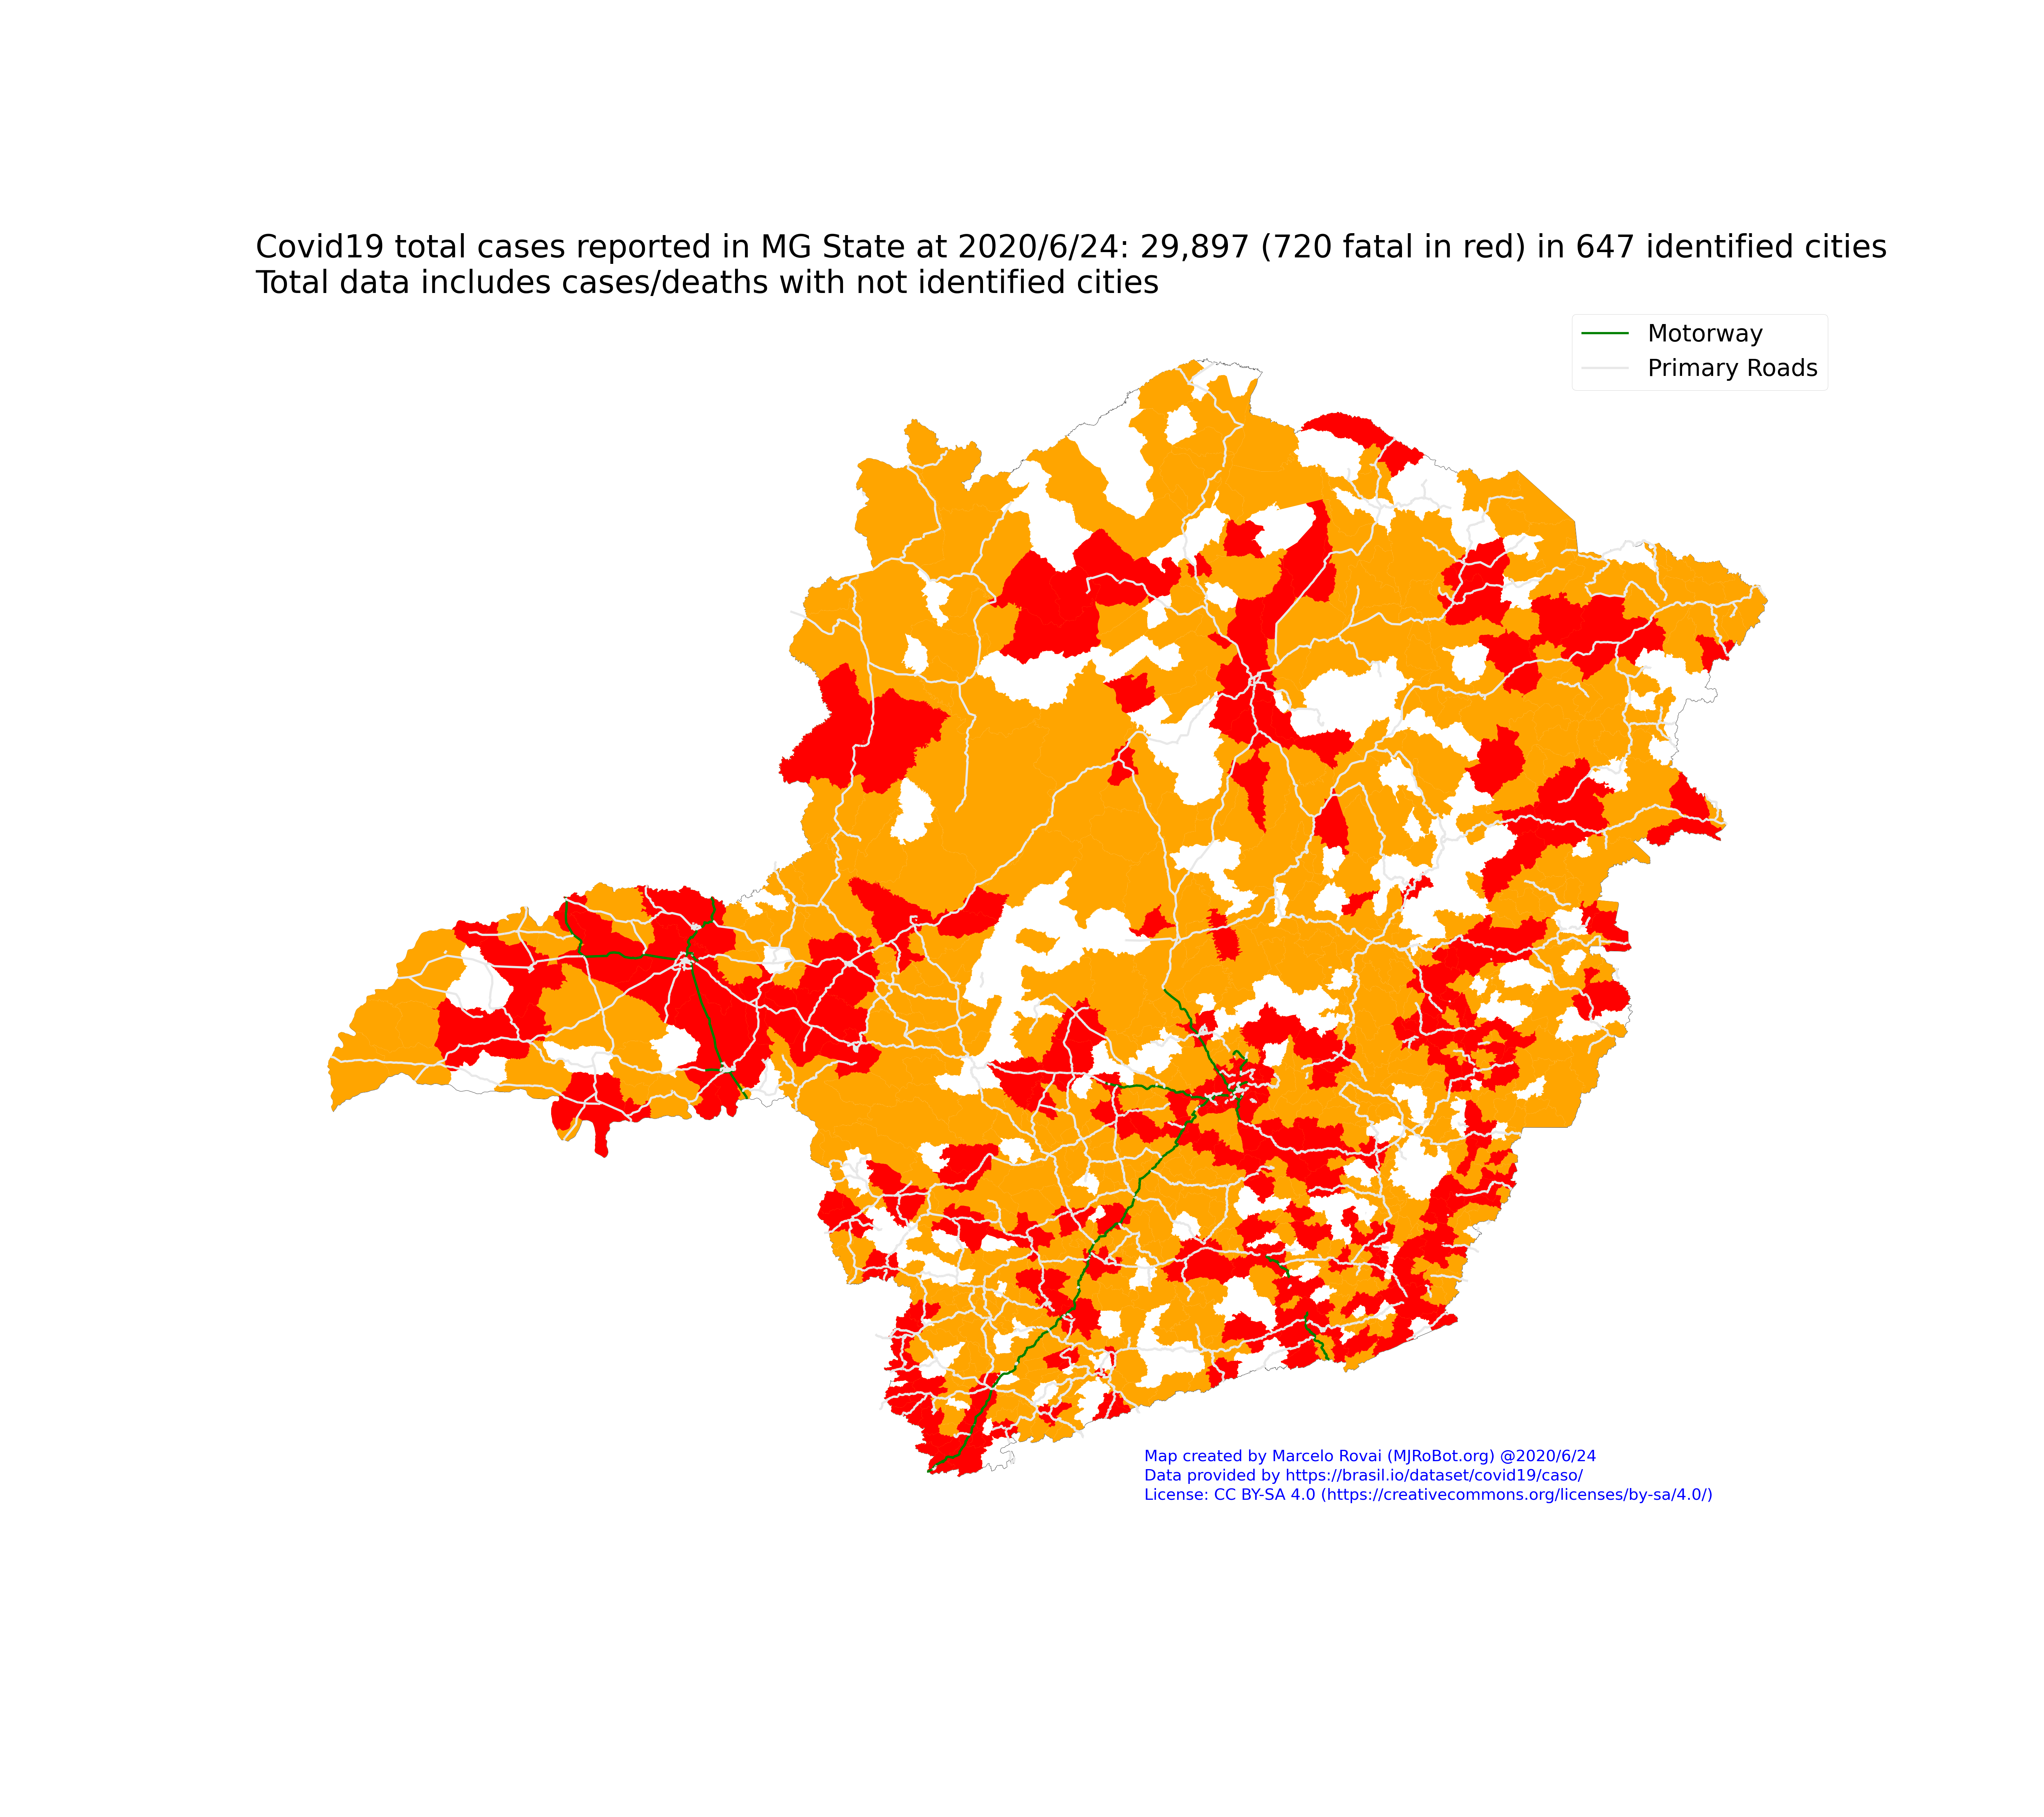 Covid19 total cases reported in MG State at 2020/6/24: 29,897 (720 fatal in red) in 647 identified cities
Total data includes cases/deaths with not identified cities
Motorway
Primary Roads
Map created by Marcelo Rovai (MJRoBot.org) @2020/6/24
Data provided by https://brasil.io/dataset/covid19/caso/
License: CC BY-SA 4.0 (https://creativecommons.org/licenses/by-sa/4.0/)